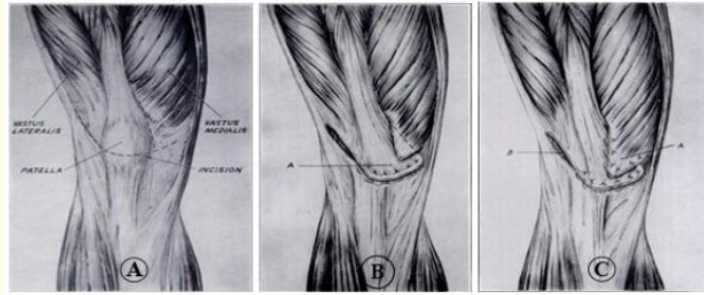 VASTUS
LATERALIS
VASTUS
MEDIALIS
PATELLA
INCISION
A
A
B
B
A
C